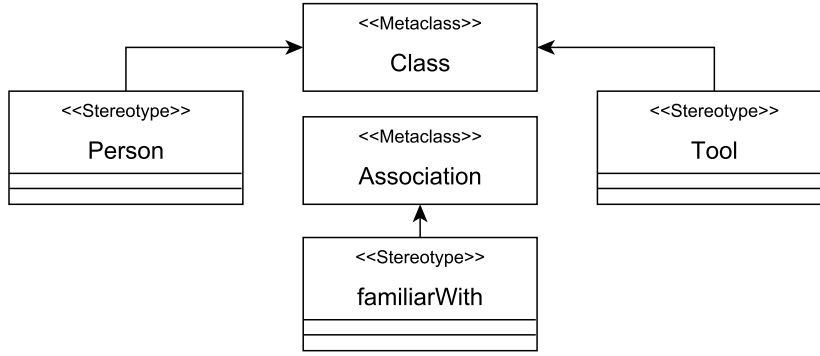 <<Metaclass>>
Class
<<Stereotype>>
Person
<<Metaclass>>
Association
<<Stereotype>>
Tool
<<Stereotype>>
familiarWith